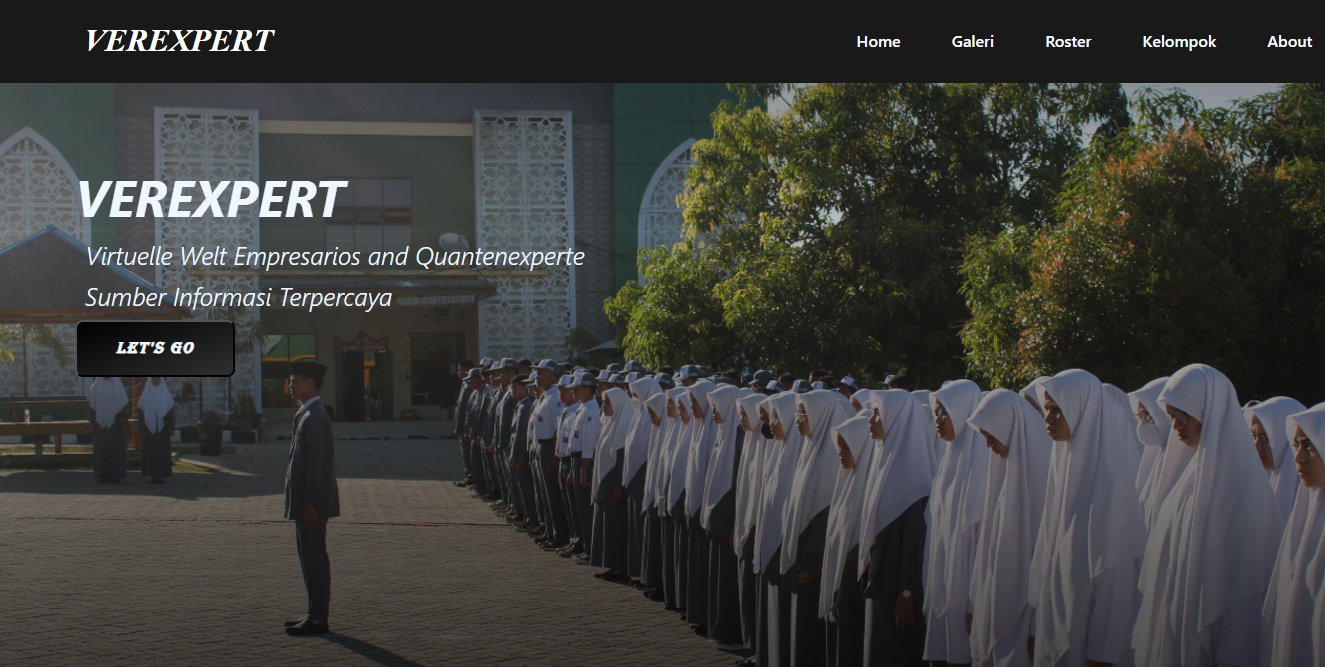 VEREXPERT
Home
Galeri
Roster
Kelompok
About
VEREXPERT
Virtuelle Welt Empresarios and Quantenexperte
Sumber Informasi Terpercaya
LET'S GO